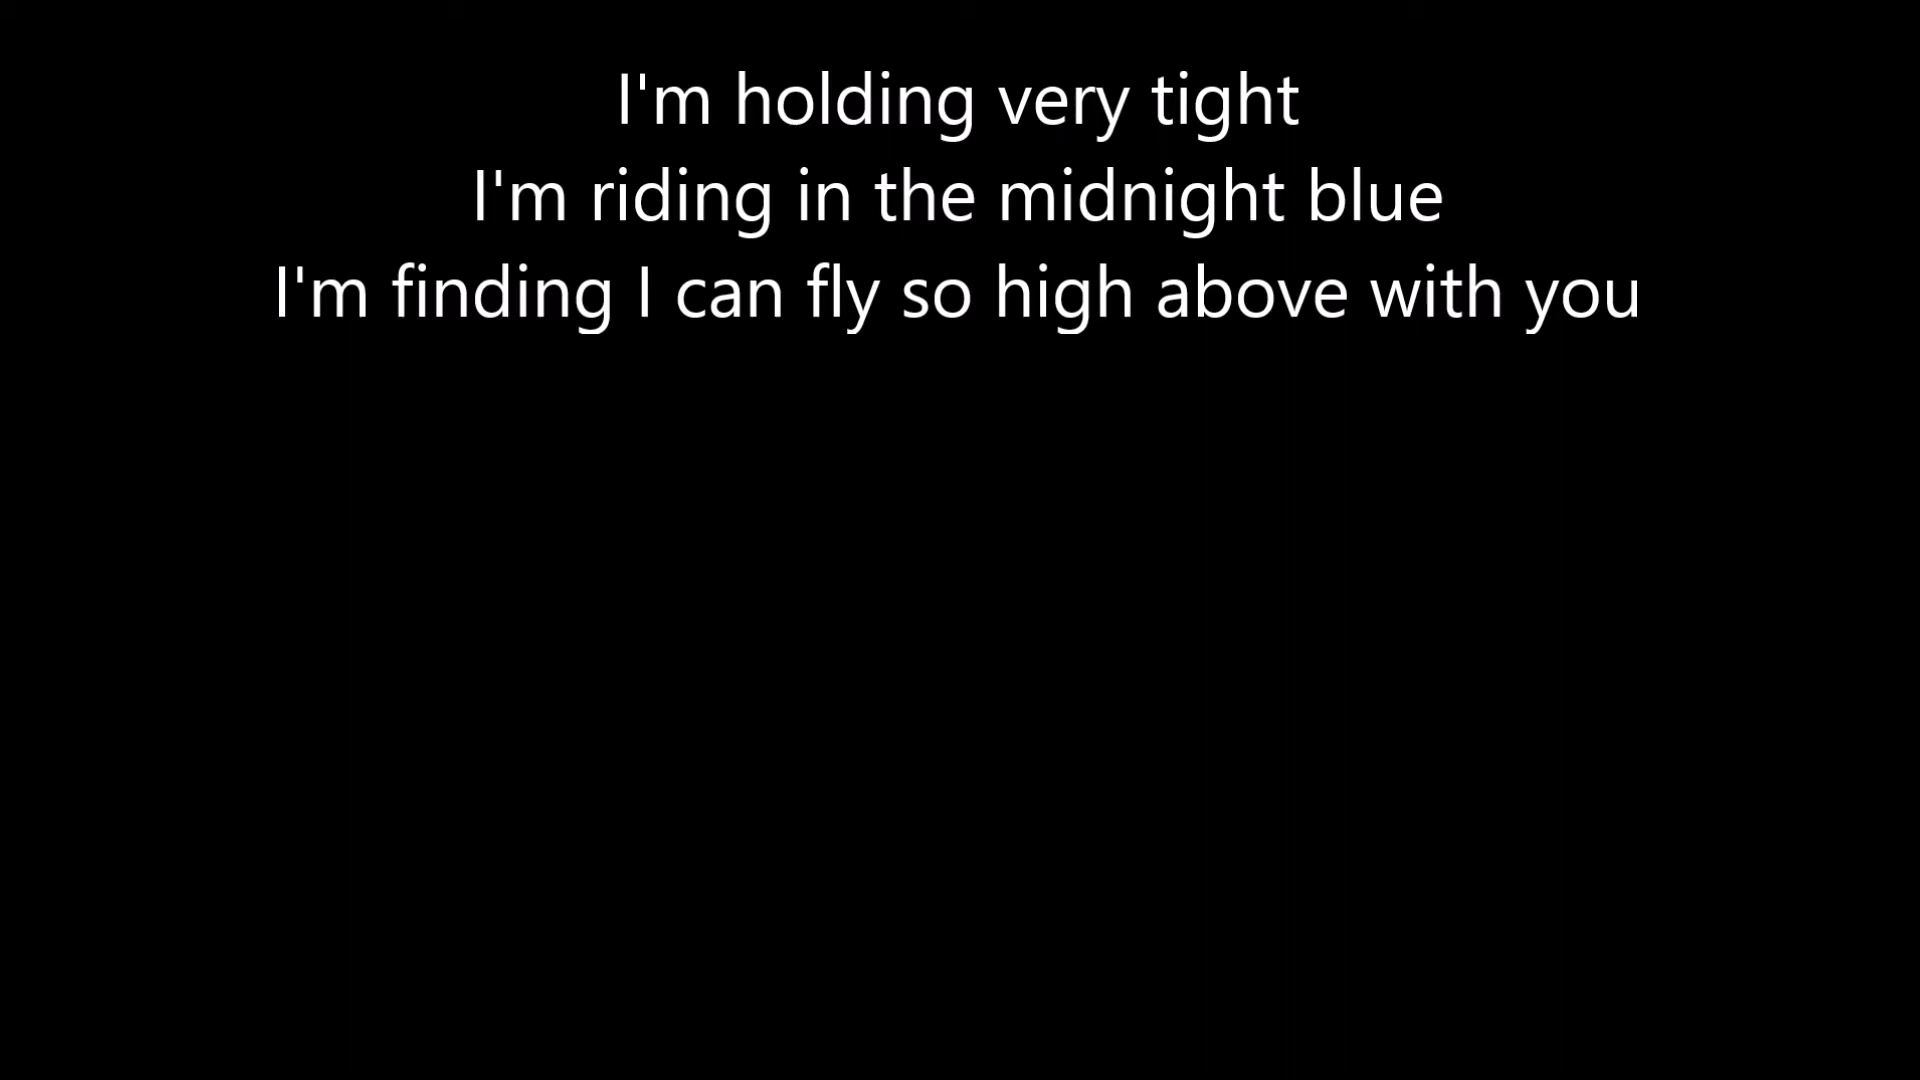 I'm holding very tight
I'm riding in the midnight blue
I'm finding I can fly so high above with you